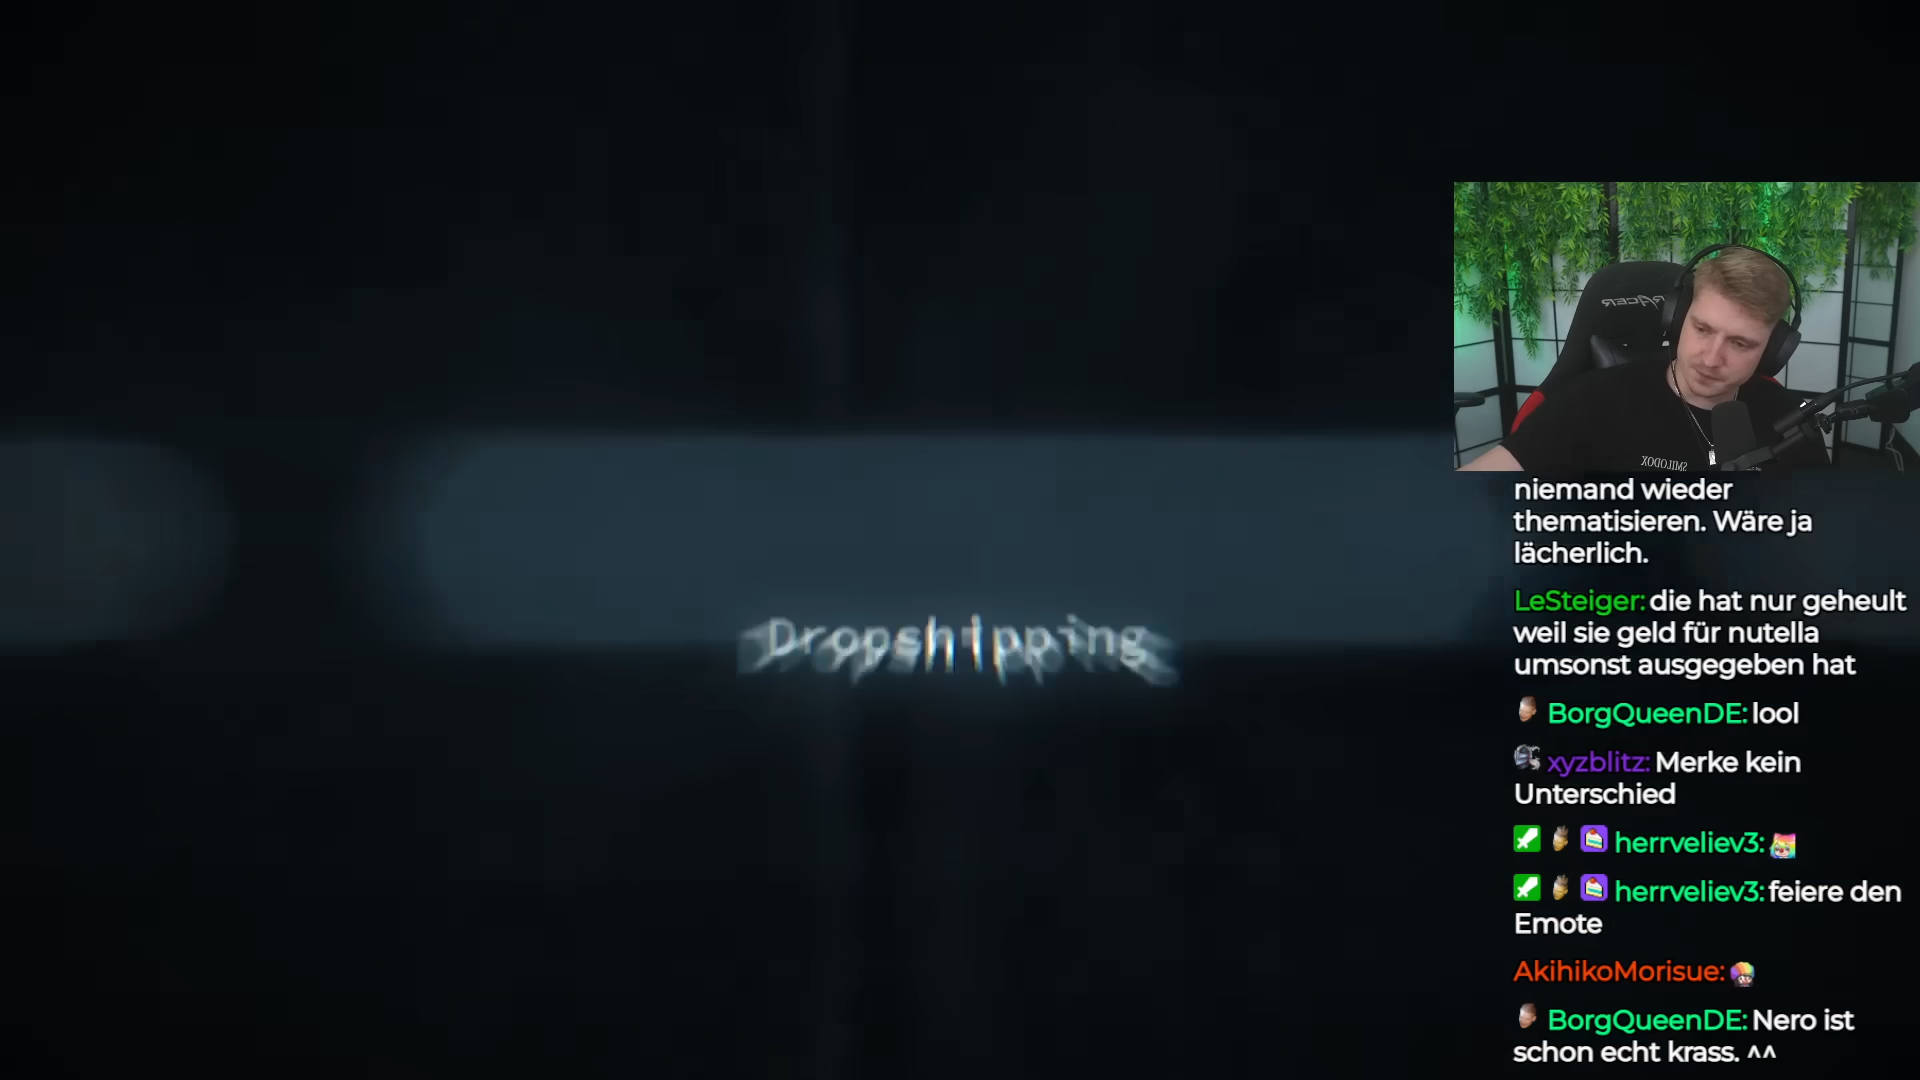 Dropshipping
niemand wieder
thematisieren. Wäre ja
lächerlich.
LeSteiger: die hat nur geheult
weil sie geld für nutella
umsonst ausgegeben hat
BorgQueenDE: lool
xyzblitz: Merke kein
Unterschied
herrveliev3:
herrveliev3: feiere den
Emote
AkihikoMorisue:
BorgQueenDE: Nero ist
schon echt krass. ^^
RACER
SMILODOX